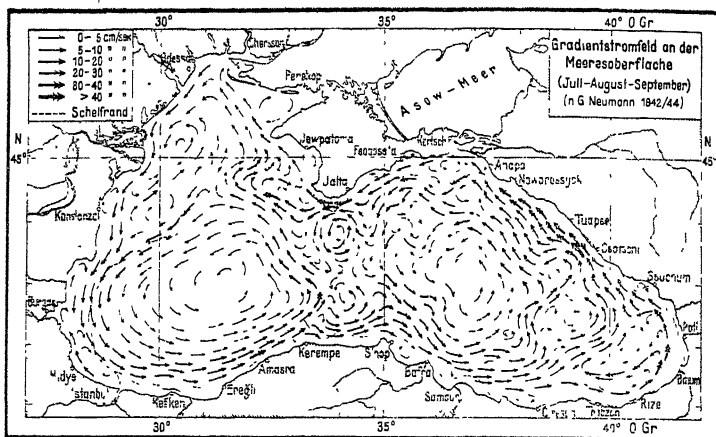 30°
35°
40° O Gr
0- 5 cm/sek
5-10 " "
10-20 " "
20-30 " "
30-40 " "
>40 " "
Schelfrand
Odessa
Cherson
Perekop
Asow-Meer
Gradientstromfeld an der
Meeresoberfläche
(Juli-August-September)
(n G Neumann 1942/44)
N
45°
Jewpatoria
Feodosia
Kertsch
N
45°
Anapa
Noworossijsk
Jalta
Konstanza
Tuapse
Suchum
Burgas
Poti
Kerempe
Sinop
Midye
Amasra
Bafra
Batum
Istanbul
Kefken
Eregli
Samsun
Rize
30°
35°
40° O Gr